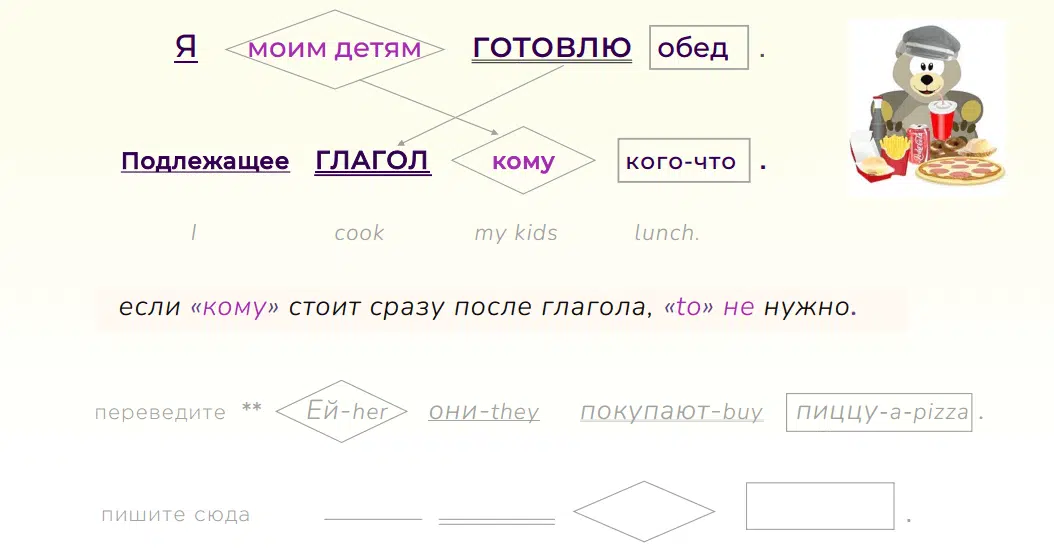 Я моим детям ГОТОВЛЮ обед .
Подлежащее ГЛАГОЛ кому кого-что .
I cook my kids lunch.
если «кому» стоит сразу после глагола, «to» не нужно.
переведите ** Ей-her они-they покупают-buy пиццу-a-pizza .
пишите сюда .